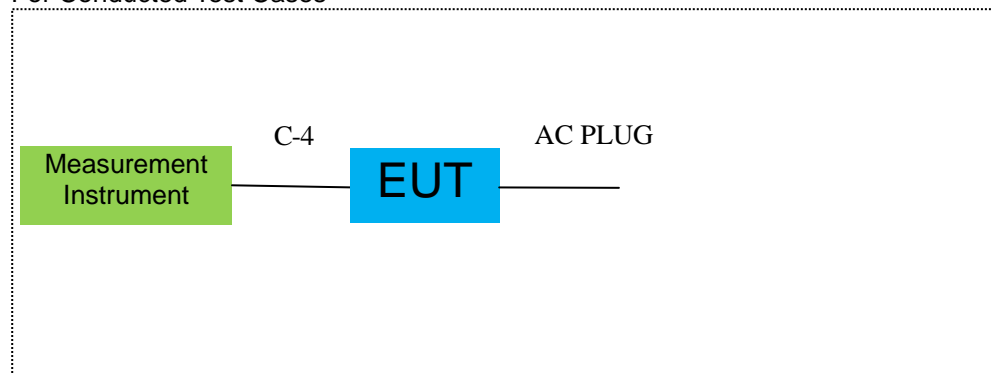 For Conducted Test Cases
C-4
AC PLUG
Measurement
Instrument
EUT